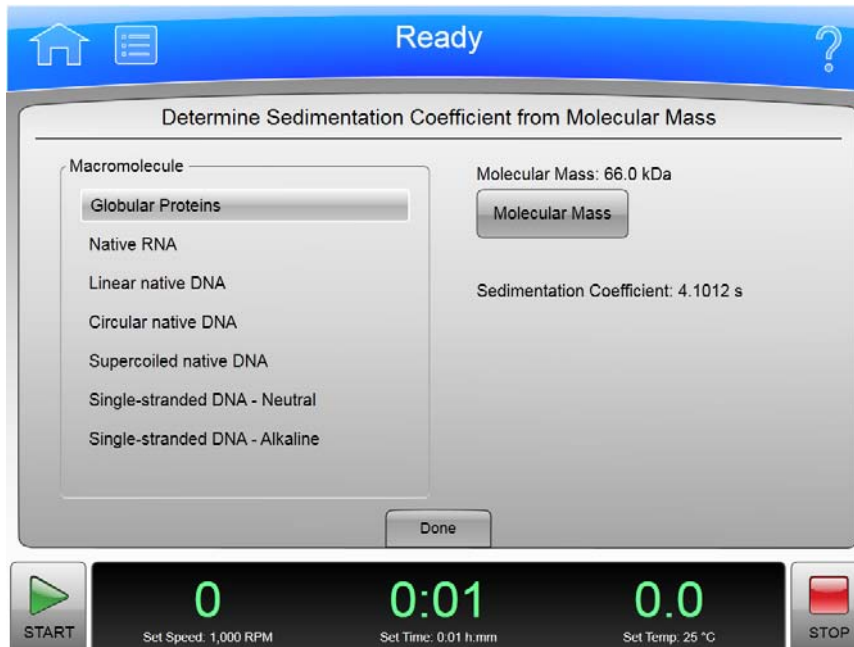 Ready
?
Determine Sedimentation Coefficient from Molecular Mass
Macromolecule
Globular Proteins
Native RNA
Linear native DNA
Circular native DNA
Supercoiled native DNA
Single-stranded DNA - Neutral
Single-stranded DNA - Alkaline
Molecular Mass: 66.0 kDa
Molecular Mass
Sedimentation Coefficient: 4.1012 s
Done
START
0
Set Speed: 1,000 RPM
0:01
Set Time: 0:01 h:mm
0.0
Set Temp: 25 °C
STOP